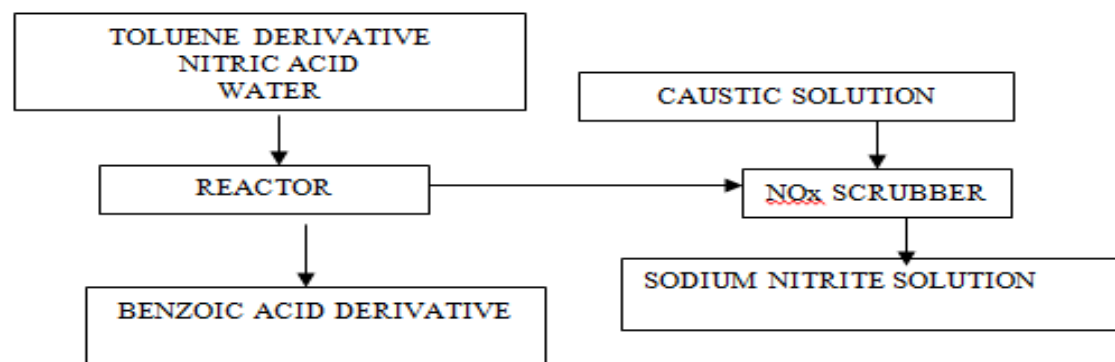 TOLUENE DERIVATIVE
NITRIC ACID
WATER
CAUSTIC SOLUTION
REACTOR
NOx SCRUBBER
SODIUM NITRITE SOLUTION
BENZOIC ACID DERIVATIVE